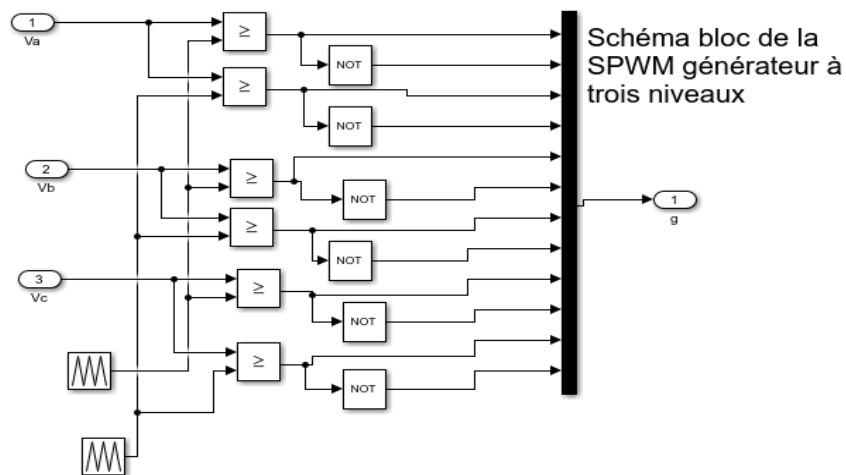 1
Va
≥
NOT
≥
NOT
Schéma bloc de la
SPWM générateur à
trois niveaux
2
Vb
≥
NOT
≥
NOT
1
g
3
Vc
≥
NOT
≥
NOT